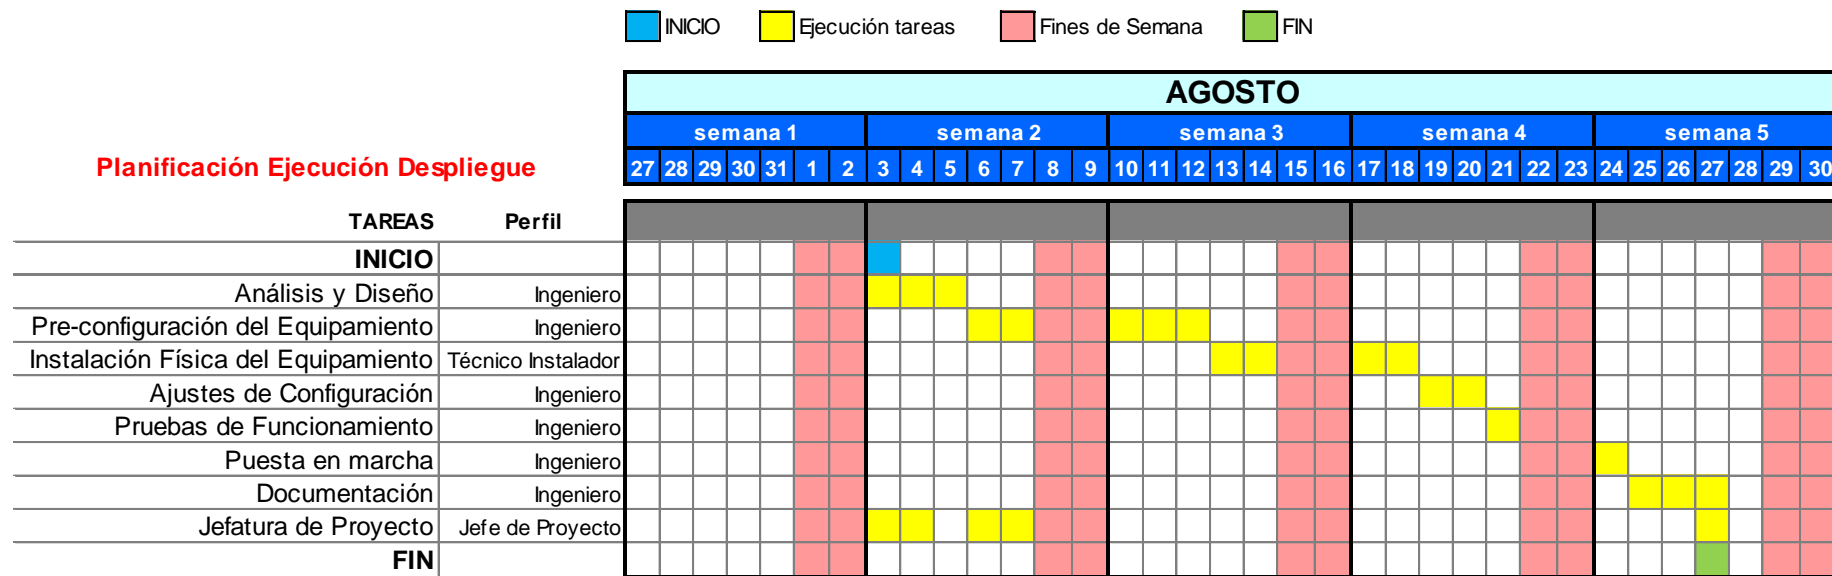 INICIO Ejecución tareas Fines de Semana FIN
AGOSTO
semana 1 semana 2 semana 3 semana 4 semana 5
Planificación Ejecución Despliegue 27 28 29 30 31 1 2 3 4 5 6 7 8 9 10 11 12 13 14 15 16 17 18 19 20 21 22 23 24 25 26 27 28 29 30
TAREAS Perfil
INICIO
Análisis y Diseño Ingeniero
Pre-configuración del Equipamiento Ingeniero
Instalación Física del Equipamiento Técnico Instalador
Ajustes de Configuración Ingeniero
Pruebas de Funcionamiento Ingeniero
Puesta en marcha Ingeniero
Documentación Ingeniero
Jefatura de Proyecto Jefe de Proyecto
FIN